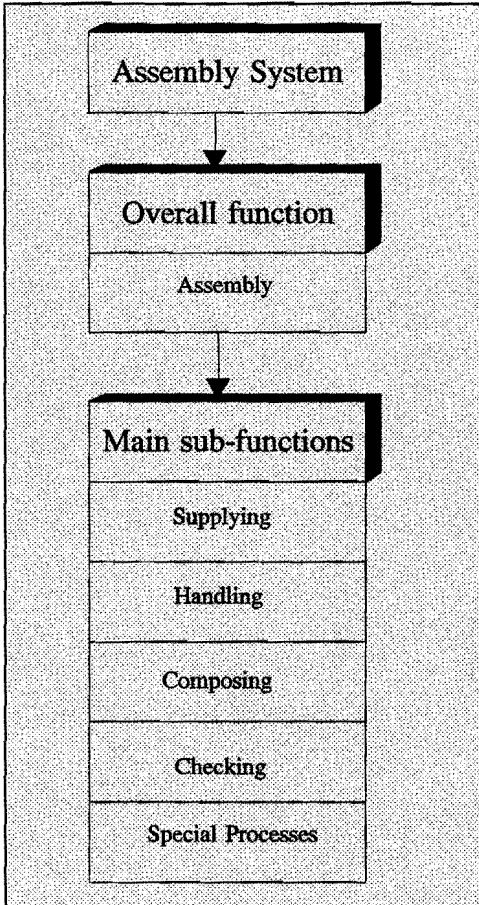 Assembly System
Overall function
Assembly
Main sub-functions
Supplying
Handling
Composing
Checking
Special Processes